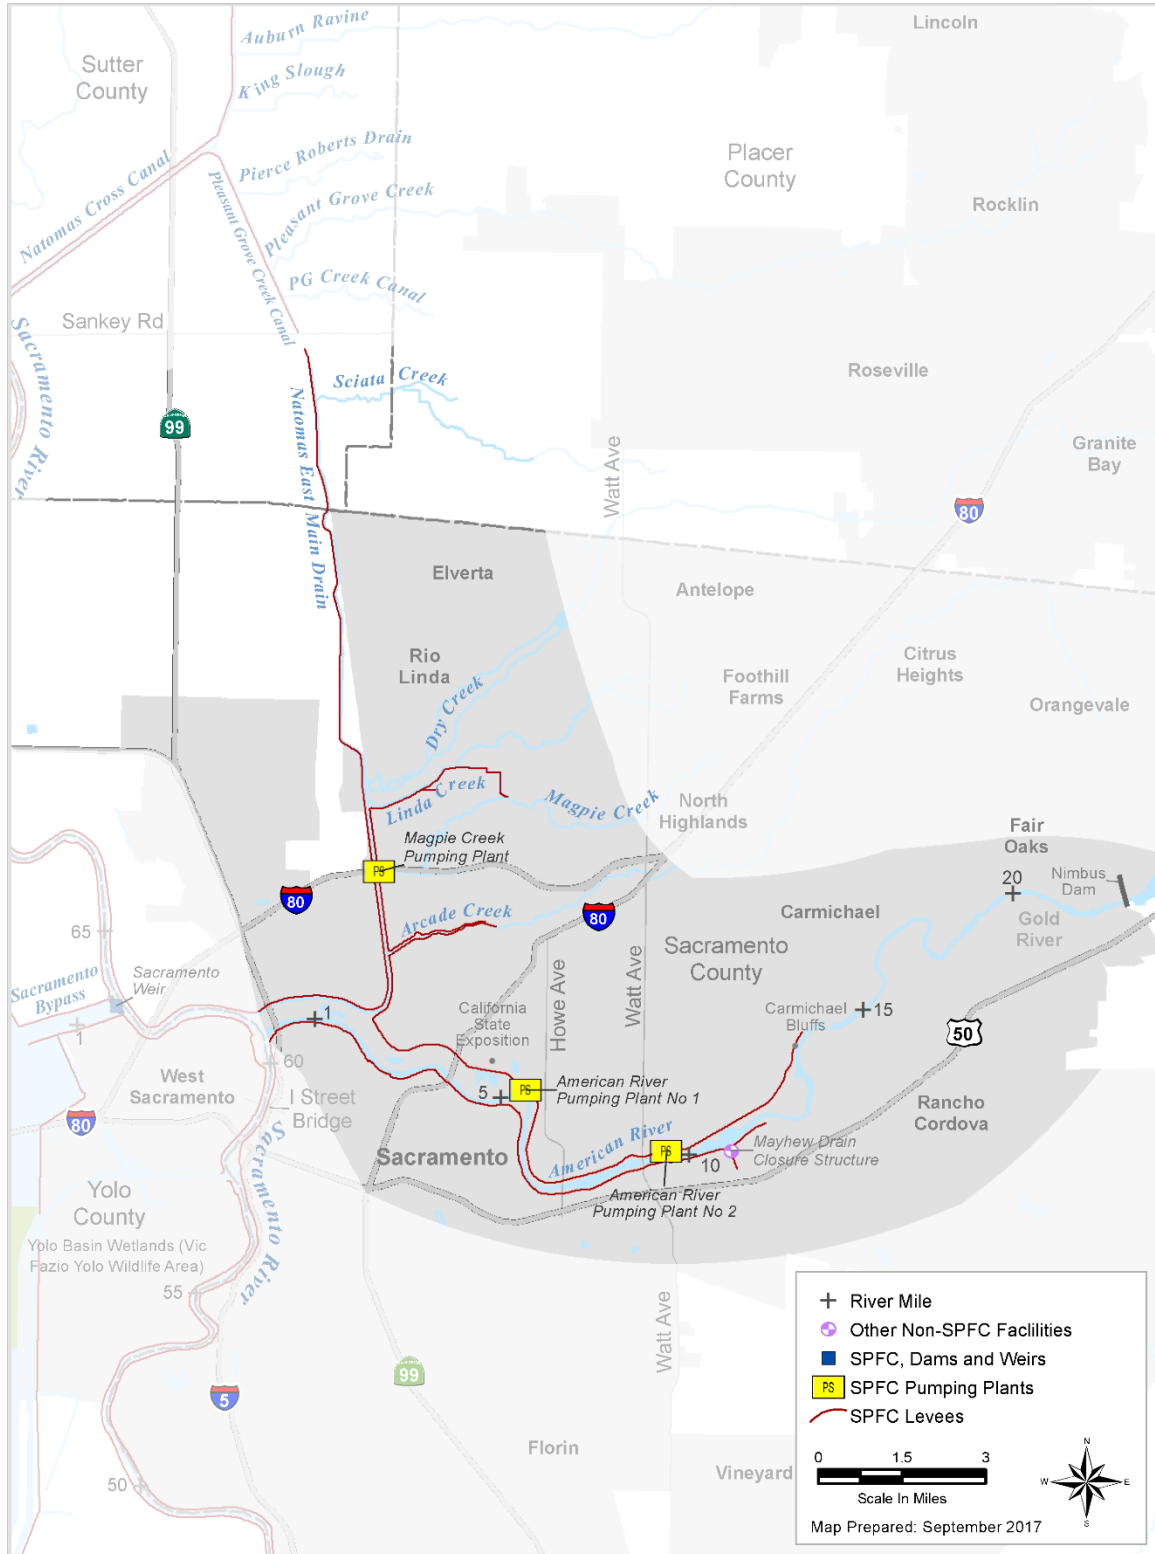 Auburn Ravine
Lincoln
Sutter
County
King Slough
Pierce Roberts Drain
Placer
County
Natomas Cross Canal
Pleasant Grove Creek Canal
Pleasant Grove Creek
Rocklin
PG Creek Canal
Sankey Rd
Sacramento River
Sciata Creek
Roseville
99
Natomas East Main Drain
Watt Ave
Granite
Bay
80
Elverta
Antelope
Rio
Linda
Dry Creek
Foothill
Farms
Citrus
Heights
Orangevale
Linda Creek
Magpie Creek
North
Highlands
Magpie Creek
Pumping Plant
PS
Fair
Oaks
Nimbus
Dam
20
80
80
Arcade Creek
Carmichael
Gold
River
65
Sacramento
County
Sacramento
Bypass
Sacramento
Weir
Howe Ave
Watt Ave
1
1
California
State
Exposition
Carmichael
Bluffs
15
50
60
West
Sacramento
I Street
Bridge
5
PS
American River
Pumping Plant No 1
80
Rancho
Cordova
Sacramento
American River
PS
10
Mayhew Drain
Closure Structure
American River
Pumping Plant No 2
Sacramento River
Yolo
County
Yolo Basin Wetlands (Vic
Fazio Yolo Wildlife Area)
55
Watt Ave
99
5
Florin
Vineyard
50
River Mile
Other Non-SPFC Faclilities
SPFC, Dams and Weirs
PS SPFC Pumping Plants
SPFC Levees
0 1.5 3
Scale In Miles
N
W E
S
Map Prepared: September 2017